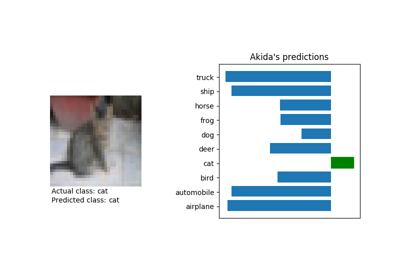 Akida's predictions
truck
ship
horse
frog
dog
deer
cat
bird
automobile
airplane
Actual class: cat
Predicted class: cat